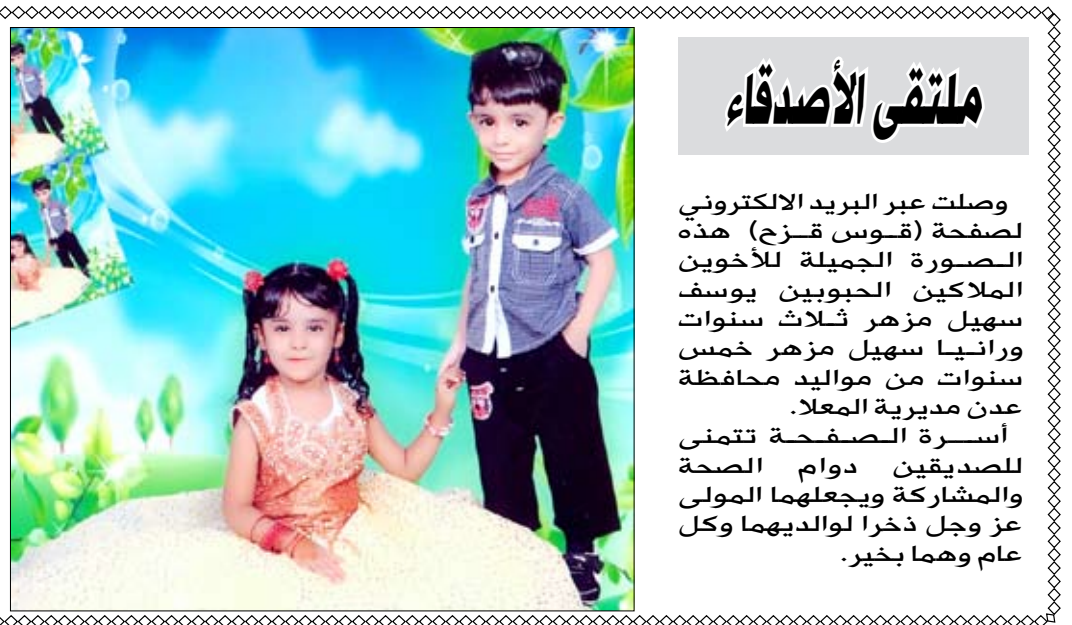 ملتقى الأصدقاء
وصلت عبر البريد الالكتروني
لصفحة (قوس قزح) هذه
الصورة الجميلة للأخوين
الملاكين الحبوبين يوسف
سهيل مزهر ثلاث سنوات
ورانيا سهيل مزهر خمس
سنوات من مواليد محافظة
عدن مديرية المعلا.
أسرة الصفحة تتمنى
للصديقين دوام الصحة
والمشاركة ويجعلهما المولى
عز وجل ذخرا لوالديهما وكل
عام وهما بخير.